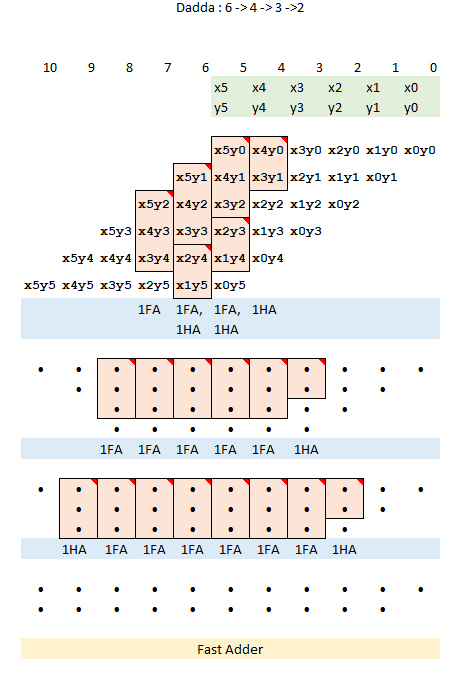 Dadda : 6 -> 4 -> 3 ->2
10 9 8 7 6 5 4 3 2 1 0
x5 x4 x3 x2 x1 x0
y5 y4 y3 y2 y1 y0
x5y0 x4y0 x3y0 x2y0 x1y0 x0y0
x5y1 x4y1 x3y1 x2y1 x1y1 x0y1
x5y2 x4y2 x3y2 x2y2 x1y2 x0y2
x5y3 x4y3 x3y3 x2y3 x1y3 x0y3
x5y4 x4y4 x3y4 x2y4 x1y4 x0y4
x5y5 x4y5 x3y5 x2y5 x1y5 x0y5
1FA 1FA, 1FA, 1HA
1HA 1HA
1FA 1FA 1FA 1FA 1FA 1HA
1HA 1FA 1FA 1FA 1FA 1FA 1FA 1HA
Fast Adder